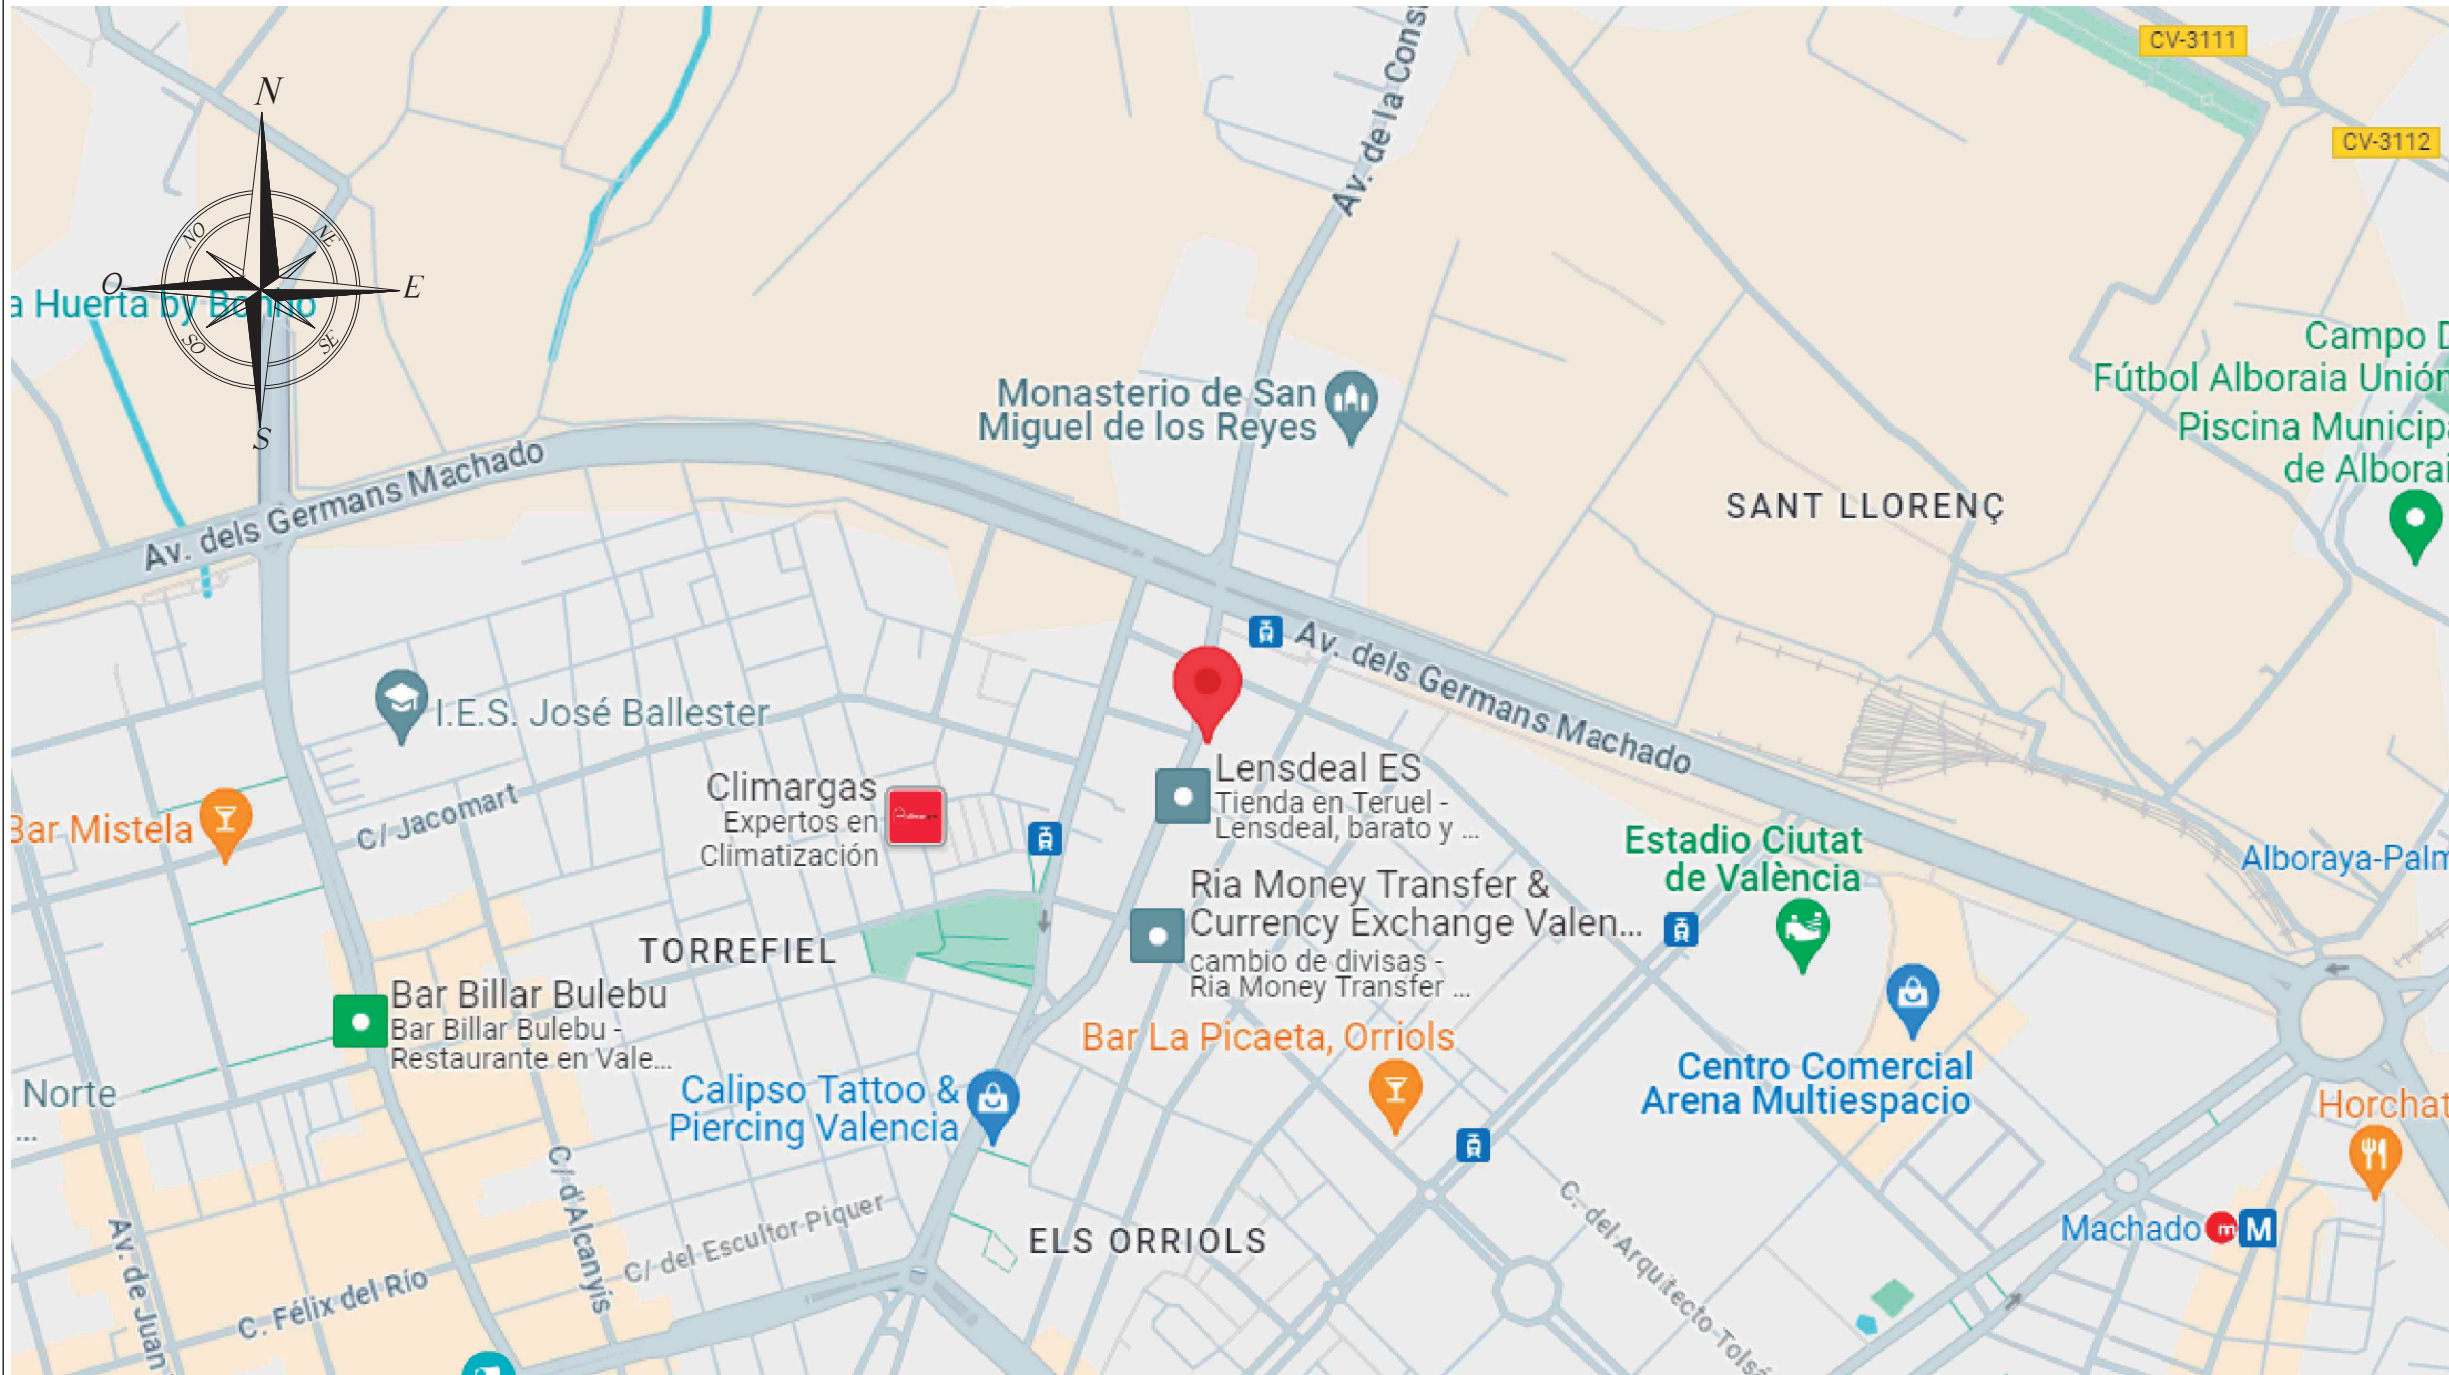 CV-3111
Av. de la Const
N
CV-3112
NO
NE
O
E
a Huerta by Bonho
SO
SE
Campo D
Fútbol Alboraia Unión
Monasterio de San
Miguel de los Reyes
Piscina Municipa
de Alborai
S
Av. dels Germans Machado
SANT LLORENÇ
Av. dels Germans Machado
I.E.S. José Ballester
Lensdeal ES
Tienda en Teruel -
Lensdeal, barato y ...
Climargas
Expertos en
Climatización
C/ Jacomart
Bar Mistela
Estadio Ciutat
de València
Alboraya-Palm
Ria Money Transfer &
Currency Exchange Valen...
cambio de divisas -
Ria Money Transfer ...
TORREFIEL
Bar Billar Bulebu
Bar Billar Bulebu -
Restaurante en Vale...
Bar La Picaeta, Orriols
Centro Comercial
Arena Multiespacio
Norte
...
Calipso Tattoo &
Piercing Valencia
Horchat
C/ d'Alcanyís
C/ del Escultor Piquer
ELS ORRIOLS
C. del Arquitecto Tolsá
Machado
m
M
Av. de Juan
C. Félix del Río